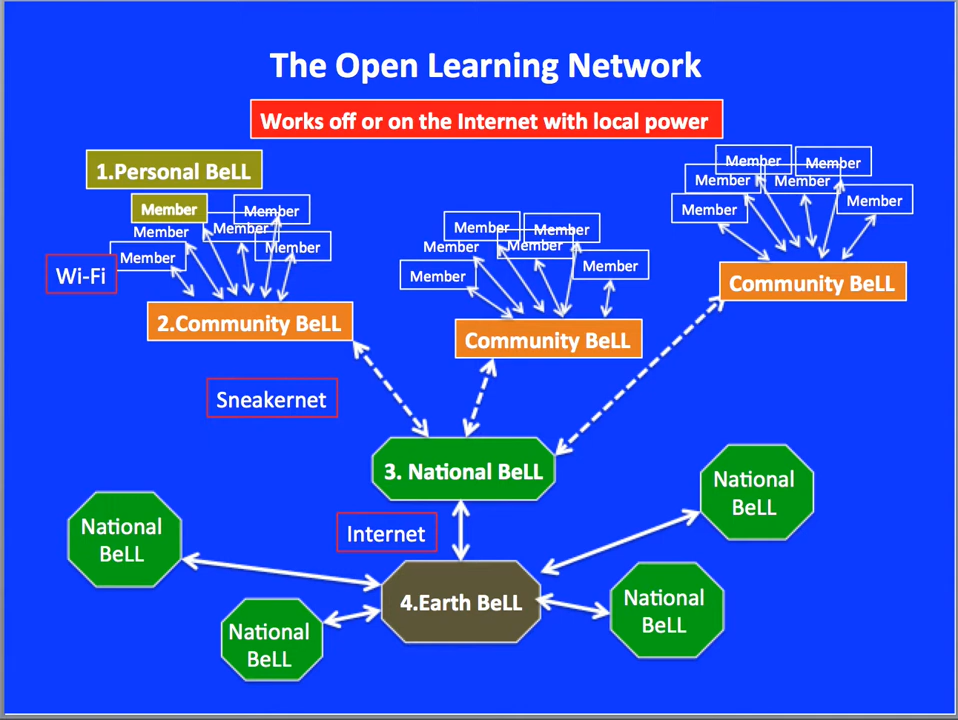 The Open Learning Network
Works off or on the Internet with local power
1.Personal BeLL
Member
Member
Member
Member
Member
Member
Wi-Fi
2.Community BeLL
Member
Member
Member
Member
Member
Member
Community BeLL
Member
Member
Member
Member
Member
Member
Community BeLL
Sneakernet
3. National BeLL
Internet
National
BeLL
National
BeLL
4.Earth BeLL
National
BeLL
National
BeLL